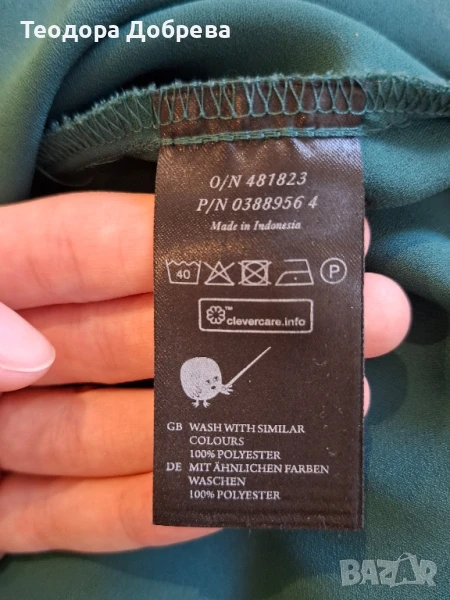 Теодора Добрева
O/N 481823
P/N 0388956 4
Made in Indonesia
40 P
™
clevercare.info
GB WASH WITH SIMILAR
COLOURS
100% POLYESTER
DE MIT ÄHNLICHEN FARBEN
WASCHEN
100% POLYESTER
BAZAR